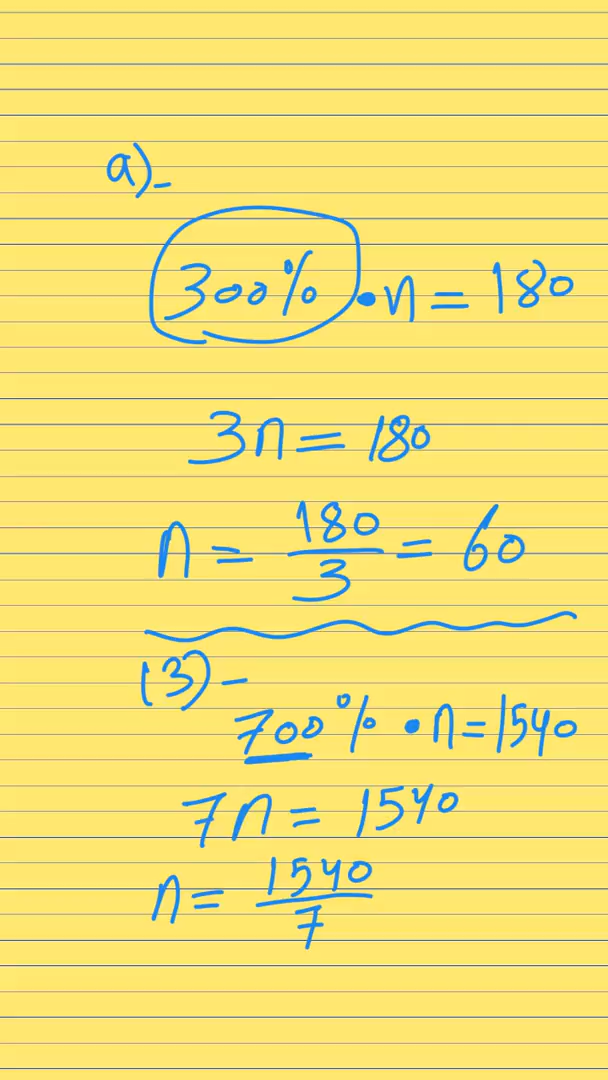 a)-
300% • n = 180
3n = 180
n = 180/3 = 60
(3)-
700% • n = 1540
7n = 1540
n = 1540/7